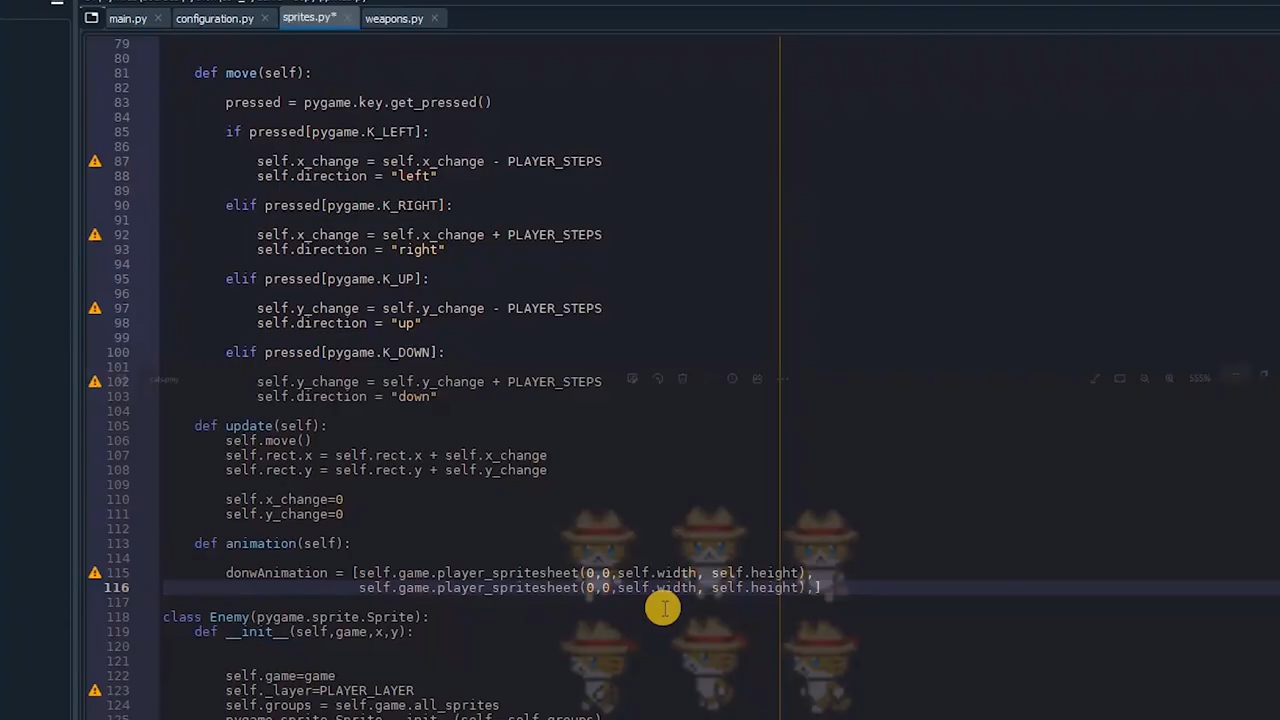 main.py configuration.py sprites.py* weapons.py
79
80
81 def move(self):
82
83 pressed = pygame.key.get_pressed()
84
85 if pressed[pygame.K_LEFT]:
86
87 self.x_change = self.x_change - PLAYER_STEPS
88 self.direction = "left"
89
90 elif pressed[pygame.K_RIGHT]:
91
92 self.x_change = self.x_change + PLAYER_STEPS
93 self.direction = "right"
94
95 elif pressed[pygame.K_UP]:
96
97 self.y_change = self.y_change - PLAYER_STEPS
98 self.direction = "up"
99
100 elif pressed[pygame.K_DOWN]:
101
555%
102 self.y_change = self.y_change + PLAYER_STEPS
103 self.direction = "down"
104
105 def update(self):
106 self.move()
107 self.rect.x = self.rect.x + self.x_change
108 self.rect.y = self.rect.y + self.y_change
109
110 self.x_change=0
111 self.y_change=0
112
113 def animation(self):
114
115 donwAnimation = [self.game.player_spritesheet(0,0,self.width, self.height),
116 self.game.player_spritesheet(0,0,self.width, self.height),]
117
118 class Enemy(pygame.sprite.Sprite):
119 def __init__(self,game,x,y):
120
121
122 self.game=game
123 self._layer=PLAYER_LAYER
124 self.groups = self.game.all_sprites
125 pygame.sprite.Sprite.__init__(self, self.groups)